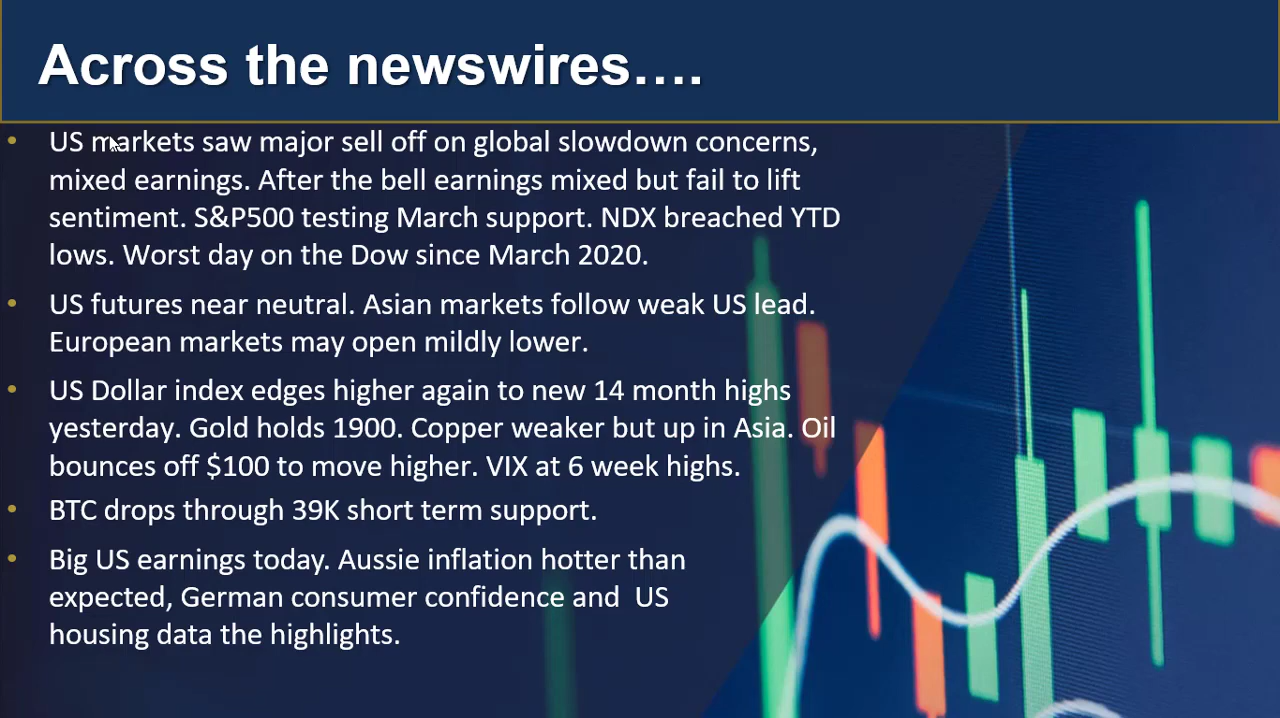 Across the newswires….
• US markets saw major sell off on global slowdown concerns,
mixed earnings. After the bell earnings mixed but fail to lift
sentiment. S&P500 testing March support. NDX breached YTD
lows. Worst day on the Dow since March 2020.
• US futures near neutral. Asian markets follow weak US lead.
European markets may open mildly lower.
• US Dollar index edges higher again to new 14 month highs
yesterday. Gold holds 1900. Copper weaker but up in Asia. Oil
bounces off $100 to move higher. VIX at 6 week highs.
• BTC drops through 39K short term support.
• Big US earnings today. Aussie inflation hotter than
expected, German consumer confidence and  US
housing data the highlights.